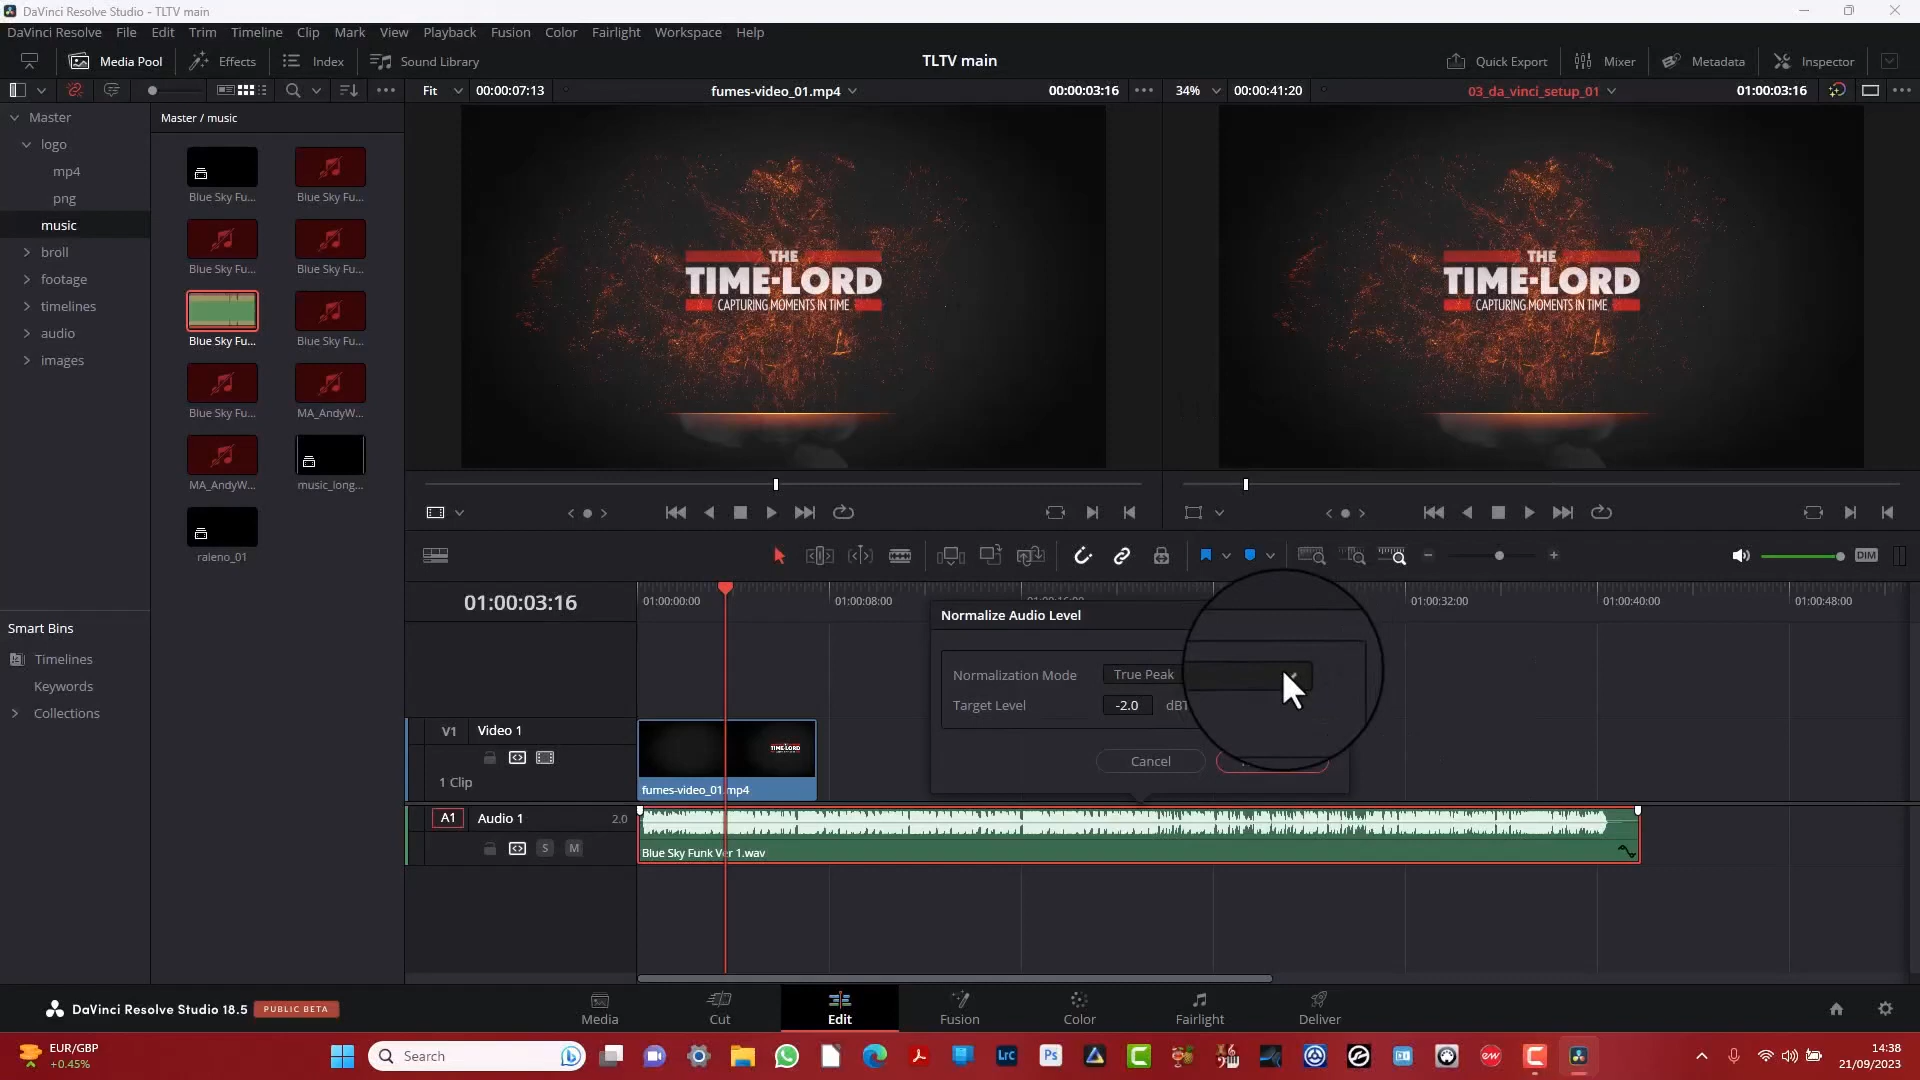 DaVinci Resolve Studio - TLTV main
DaVinci Resolve File Edit Trim Timeline Clip Mark View Playback Fusion Color Fairlight Workspace Help
Media Pool Effects Index Sound Library TLTV main Quick Export Mixer Metadata Inspector
Fit 00:00:07:13 fumes-video_01.mp4 00:00:03:16 34% 00:00:41:20 03_da_vinci_setup_01 01:00:03:16
Master
logo
mp4
png
music
broll
footage
timelines
audio
images
Master / music
Blue Sky Fu... Blue Sky Fu...
Blue Sky Fu... Blue Sky Fu...
Blue Sky Fu... Blue Sky Fu...
Blue Sky Fu... MA_AndyW...
MA_AndyW... music_long...
raleno_01
THE
TIME-LORD
CAPTURING MOMENTS IN TIME
THE
TIME-LORD
CAPTURING MOMENTS IN TIME
DIM
Smart Bins
Timelines
Keywords
Collections
01:00:03:16
01:00:00:00 01:00:08:00 01:00:32:00 01:00:40:00 01:00:48:00
Normalize Audio Level
Normalization Mode True Peak
Target Level -2.0
Cancel
V1 Video 1
1 Clip
TIME-LORD
fumes-video_01.mp4
A1 Audio 1 2.0
S M
Blue Sky Funk Ver 1.wav
DaVinci Resolve Studio 18.5 PUBLIC BETA
Media Cut Edit Fusion Color Fairlight Deliver
EUR/GBP
+0.45%
Search
Lrc Ps
14:38
21/09/2023